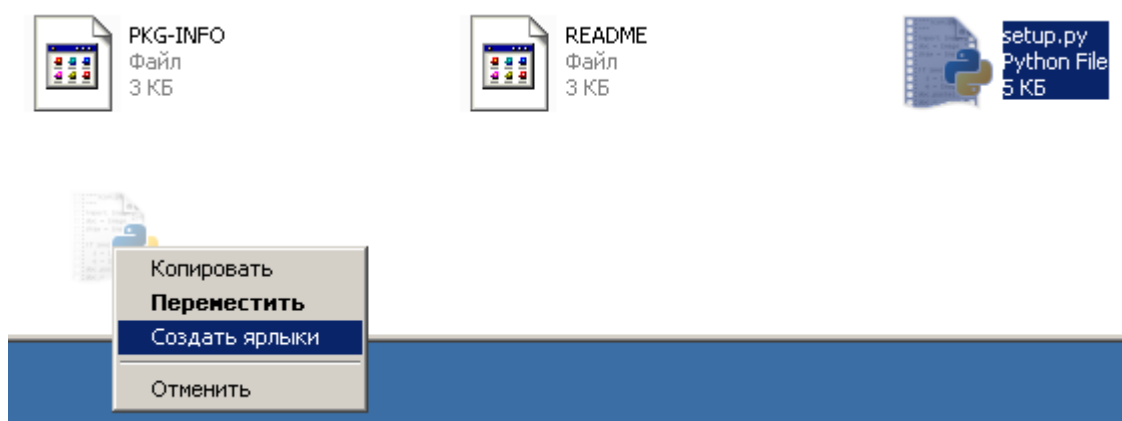 PKG-INFO
Файл
3 КБ
README
Файл
3 КБ
setup.py
Python File
5 КБ
Копировать
Переместить
Создать ярлыки
Отменить